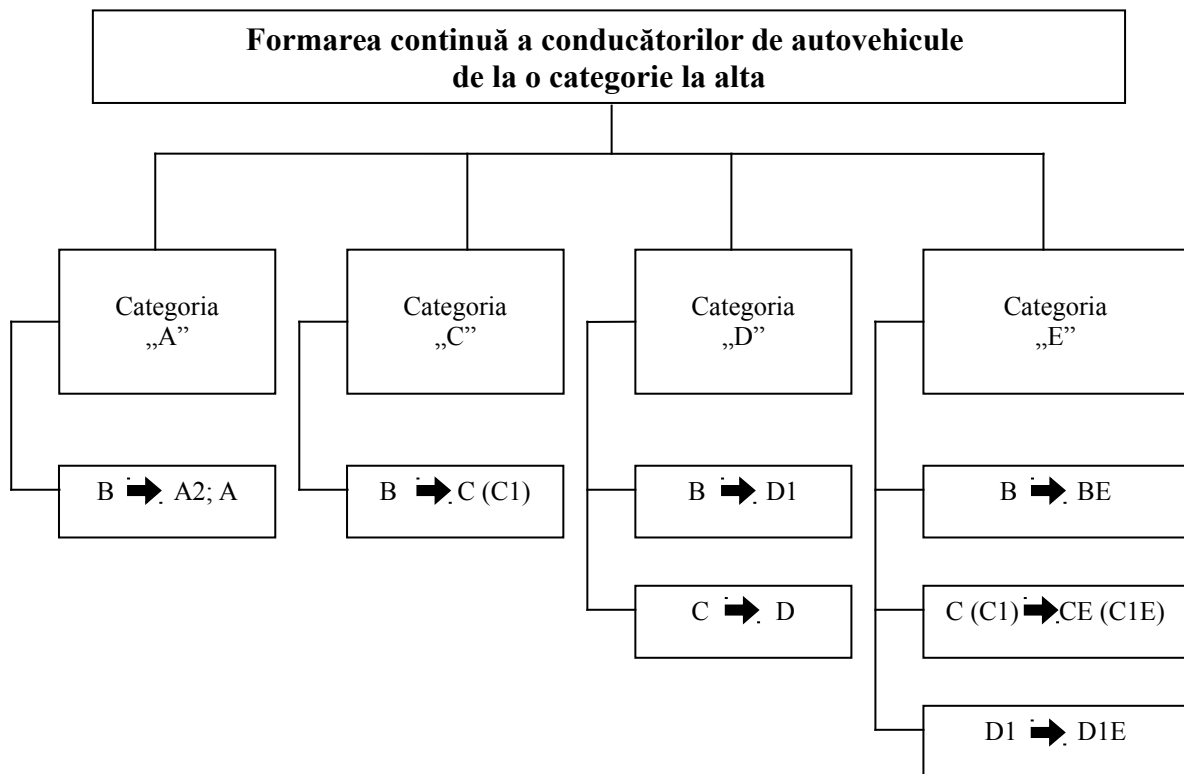 Formarea continuă a conducătorilor de autovehicule
de la o categorie la alta
Categoria
„A”
Categoria
„C”
Categoria
„D”
Categoria
„E”
B ➡ A2; A
B ➡ C (C1)
B ➡ D1
B ➡ BE
C ➡ D
C (C1) ➡ CE (C1E)
D1 ➡ D1E